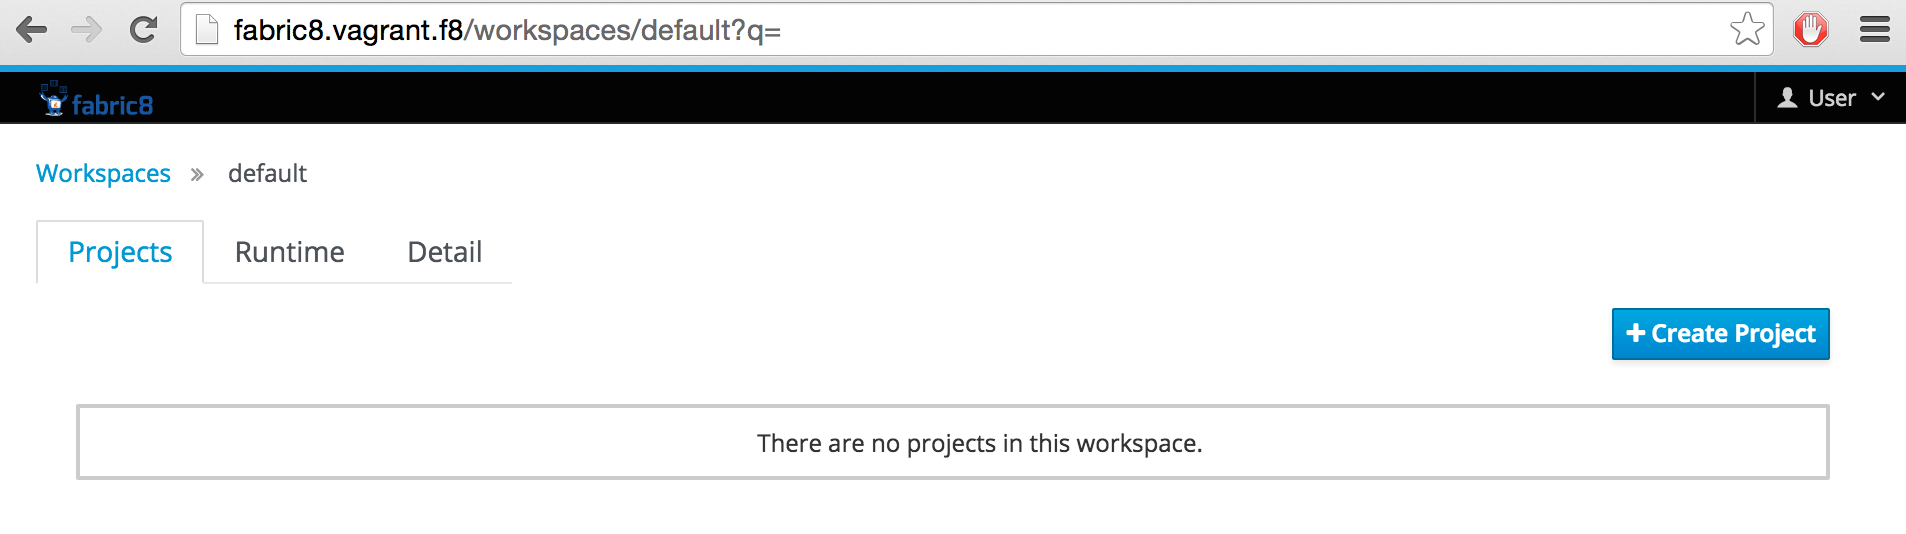 fabric8.vagrant.f8/workspaces/default?q=
fabric8
User
Workspaces » default
Projects Runtime Detail
+ Create Project
There are no projects in this workspace.